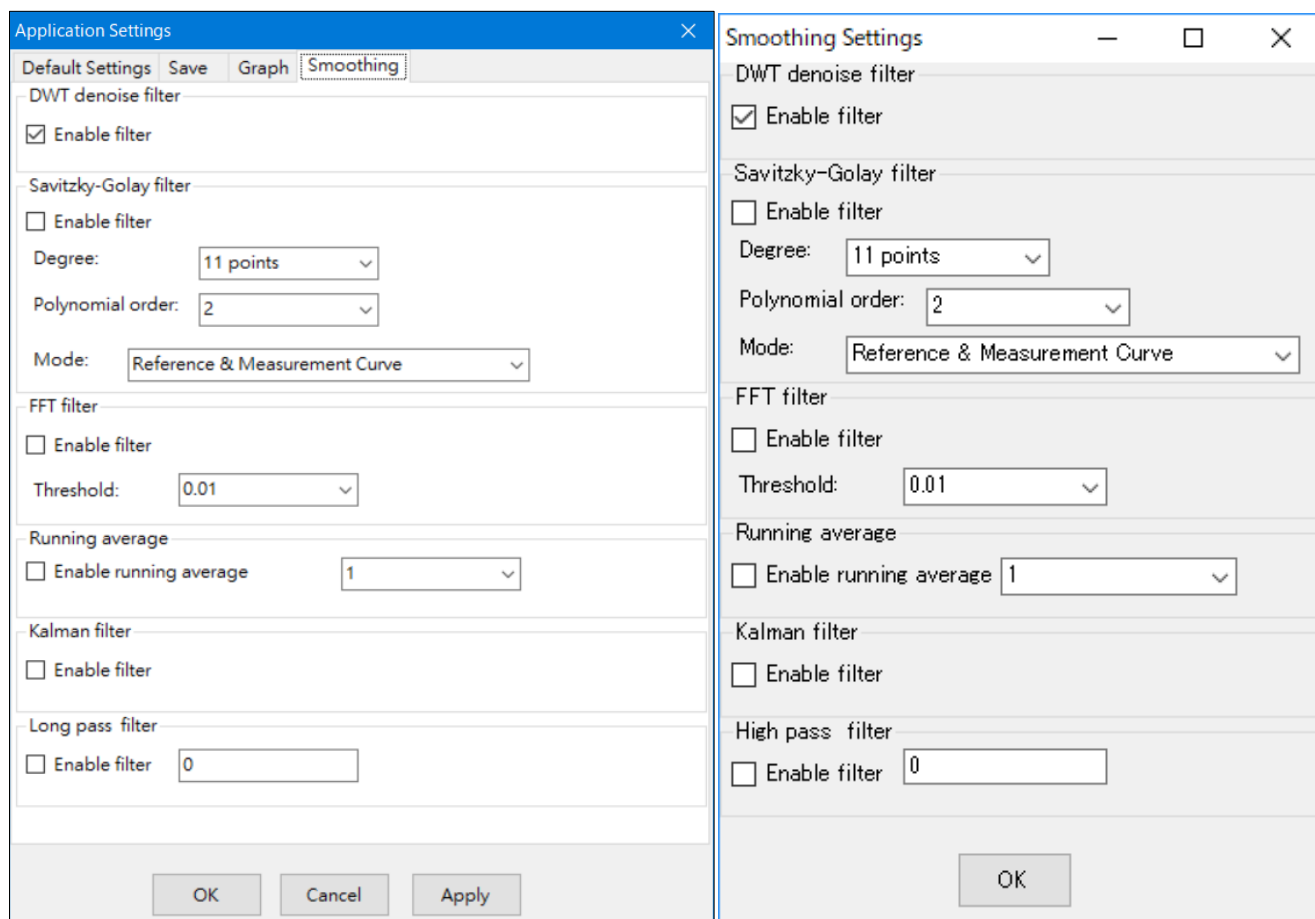 Application Settings
Default Settings Save Graph Smoothing
DWT denoise filter
Enable filter
Savitzky-Golay filter
Enable filter
Degree: 11 points
Polynomial order: 2
Mode: Reference & Measurement Curve
FFT filter
Enable filter
Threshold: 0.01
Running average
Enable running average 1
Kalman filter
Enable filter
Long pass filter
Enable filter 0
OK Cancel Apply
Smoothing Settings
DWT denoise filter
Enable filter
Savitzky-Golay filter
Enable filter
Degree: 11 points
Polynomial order: 2
Mode: Reference & Measurement Curve
FFT filter
Enable filter
Threshold: 0.01
Running average
Enable running average 1
Kalman filter
Enable filter
High pass filter
Enable filter 0
OK